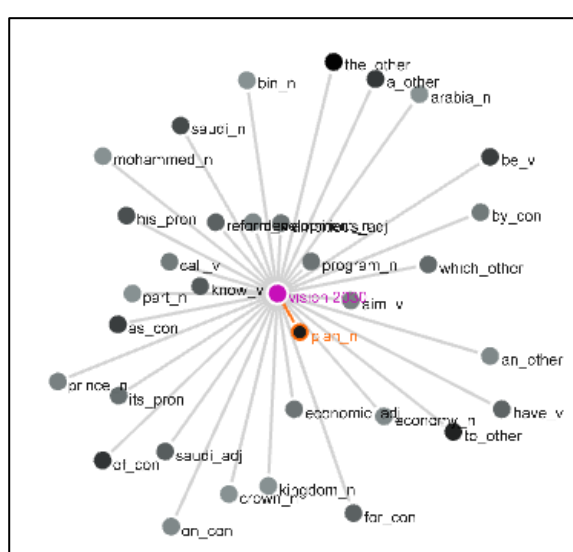 the_other
bin_n
a_other
arabia_n
saudi_n
mohammed_n
be_v
his_pron
by_con
program_n
which_other
call_v
know_v
part_n
vision 2030
aim_v
as_con
plan_n
an_other
prince_n
its_pron
economic_adj
economy_n
have_v
to_other
saudi_adj
of_con
kingdom_n
crown_n
for_con
on_con